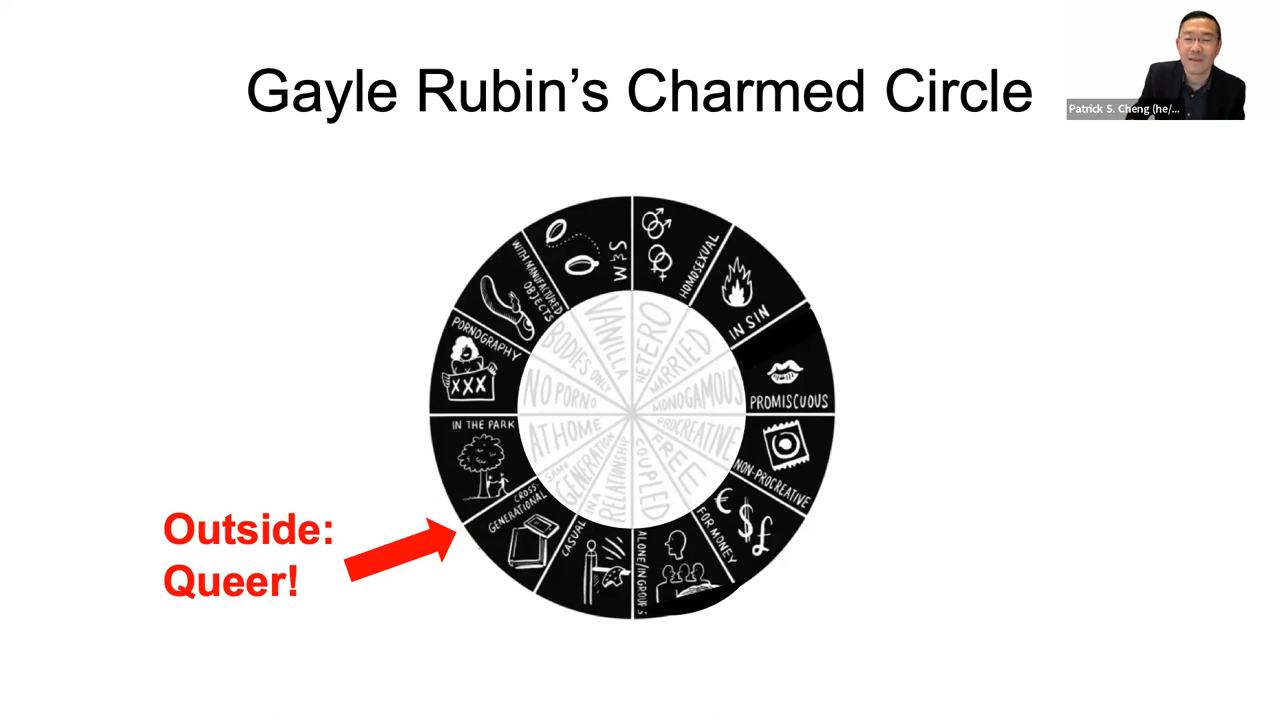 Gayle Rubin's Charmed Circle
Patrick S. Cheng (he/...
HOMOSEXUAL
IN SIN
PROMISCUOUS
NON-PROCREATIVE
FOR MONEY
ALONE/IN GROUPS
CASUAL
CROSS-
GENERATIONAL
IN THE PARK
PORNOGRAPHY
WITH MANUFACTURED
OBJECTS
S&M
XXX
HETERO
MARRIED
MONOGAMOUS
PROCREATIVE
FREE
COUPLED
IN A
RELATIONSHIP
SAME
GENERATION
AT HOME
NO PORNO
BODIES ONLY
VANILLA
€
$
£
Outside:
Queer!